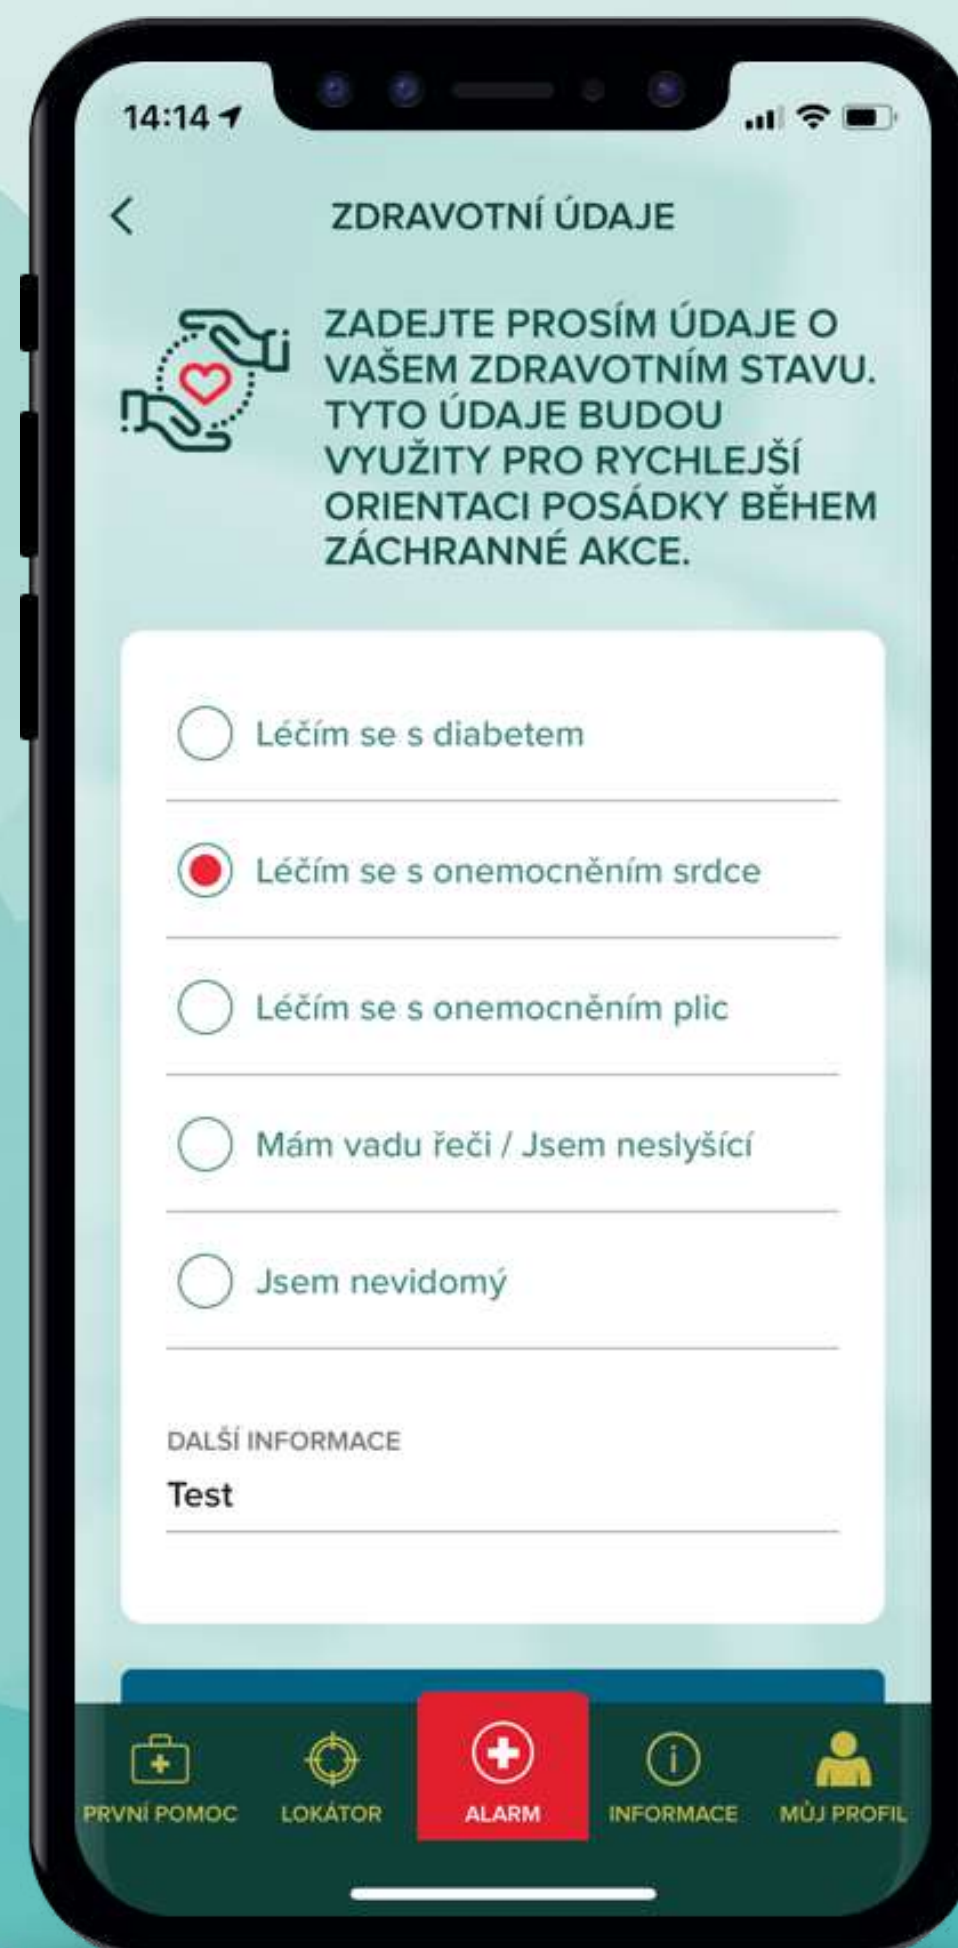 14:14
ZDRAVOTNÍ ÚDAJE
ZADEJTE PROSÍM ÚDAJE O
VAŠEM ZDRAVOTNÍM STAVU.
TYTO ÚDAJE BUDOU
VYUŽITY PRO RYCHLEJŠÍ
ORIENTACI POSÁDKY BĚHEM
ZÁCHRANNÉ AKCE.
Léčím se s diabetem
Léčím se s onemocněním srdce
Léčím se s onemocněním plic
Mám vadu řeči / Jsem neslyšící
Jsem nevidomý
DALŠÍ INFORMACE
Test
PRVNÍ POMOC
LOKÁTOR
ALARM
INFORMACE
MŮJ PROFIL